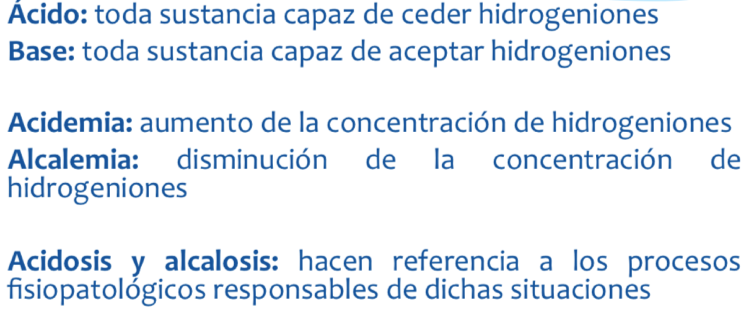 Ácido: toda sustancia capaz de ceder hidrogeniones
Base: toda sustancia capaz de aceptar hidrogeniones
Acidemia: aumento de la concentración de hidrogeniones
Alcalemia: disminución de la concentración de
hidrogeniones
Acidosis y alcalosis: hacen referencia a los procesos
fisiopatológicos responsables de dichas situaciones